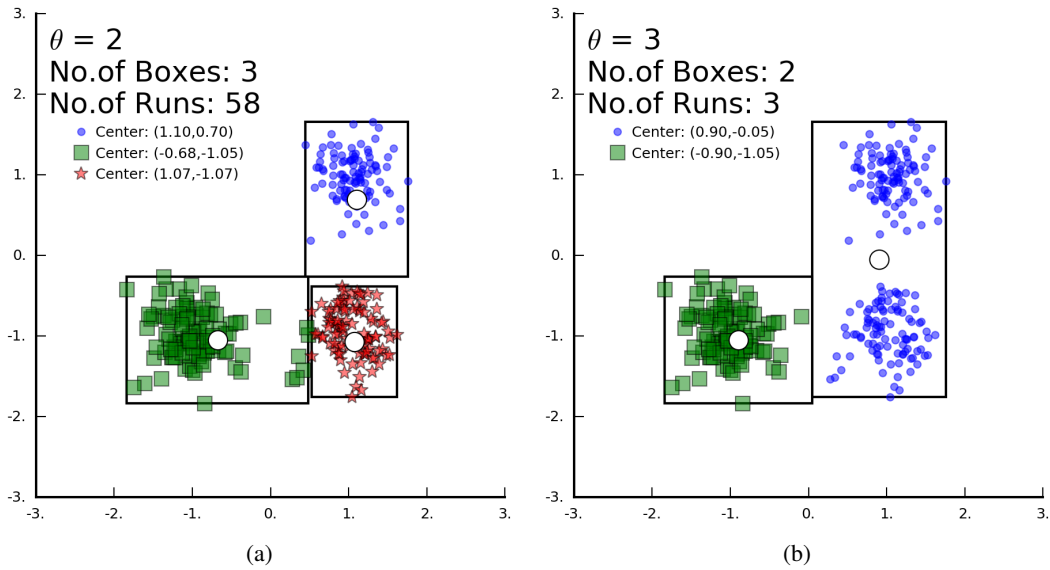 θ = 2
No.of Boxes: 3
No.of Runs: 58
Center: (1.10,0.70)
Center: (-0.68,-1.05)
Center: (1.07,-1.07)
3.
2.
1.
0.
-1.
-2.
-3.
-3.
-2.
-1.
0.
1.
2.
3.
(a)
θ = 3
No.of Boxes: 2
No.of Runs: 3
Center: (0.90,-0.05)
Center: (-0.90,-1.05)
3.
2.
1.
0.
-1.
-2.
-3.
-3.
-2.
-1.
0.
1.
2.
3.
(b)